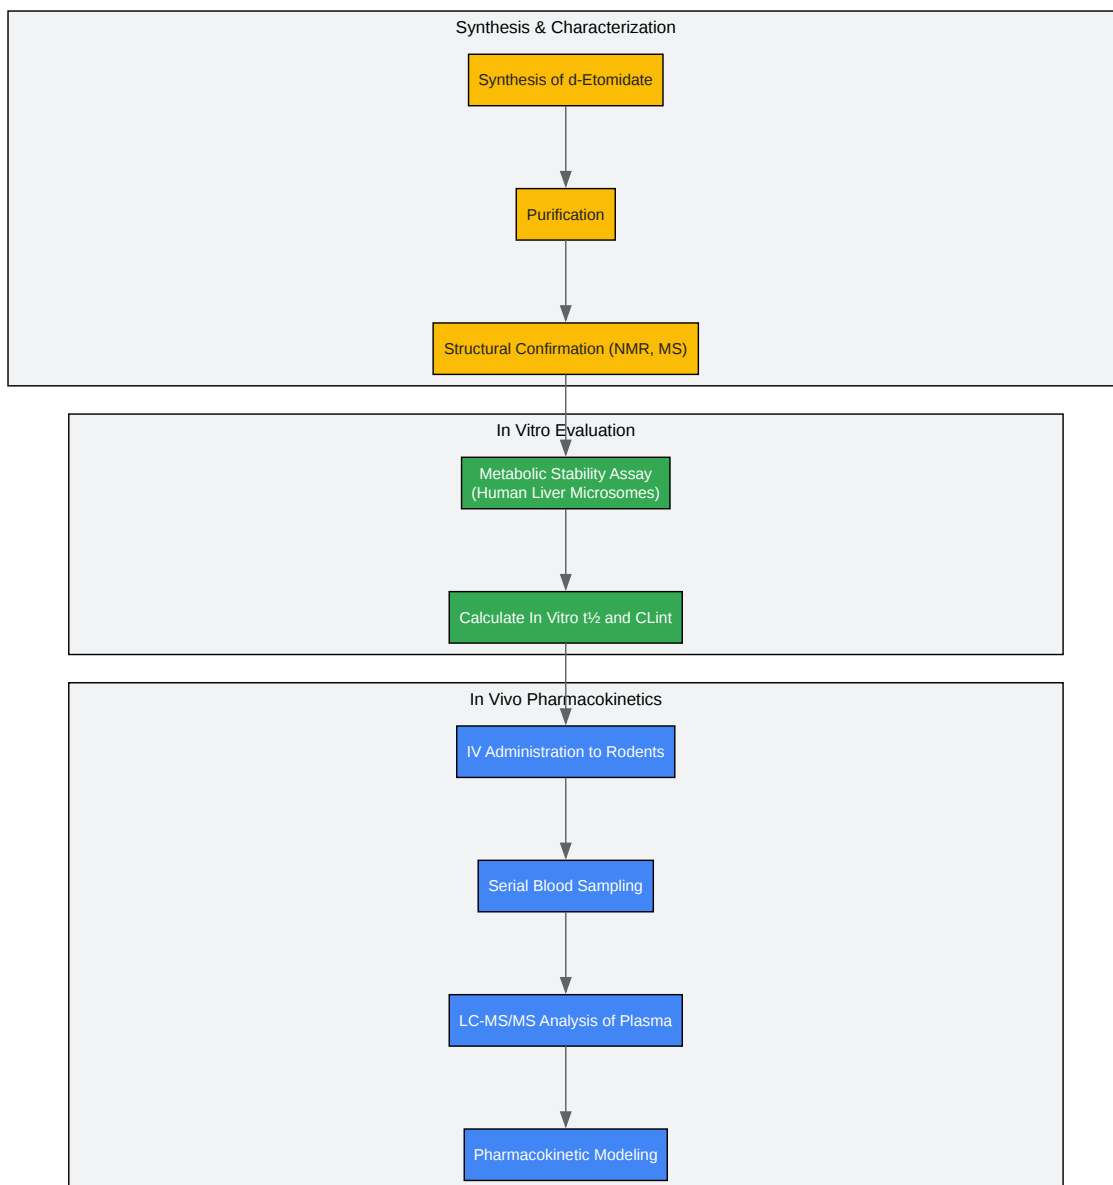 Synthesis & Characterization
Synthesis of d-Etomidate
Purification
Structural Confirmation (NMR, MS)
In Vitro Evaluation
Metabolic Stability Assay
(Human Liver Microsomes)
Calculate In Vitro t½ and CLint
In Vivo Pharmacokinetics
IV Administration to Rodents
Serial Blood Sampling
LC-MS/MS Analysis of Plasma
Pharmacokinetic Modeling